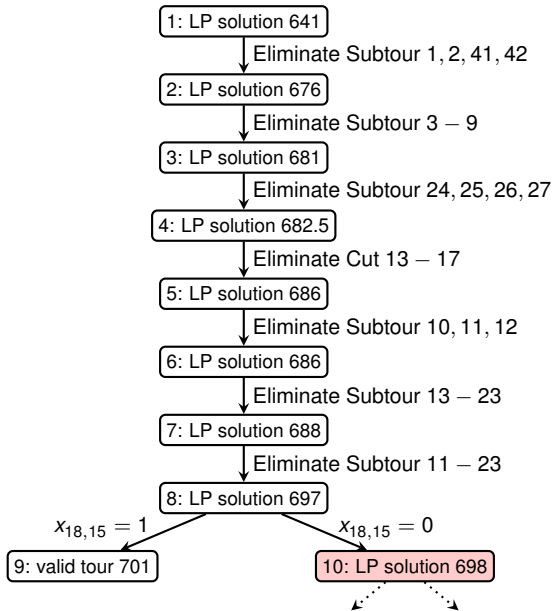 1: LP solution 641
Eliminate Subtour 1, 2, 41, 42
2: LP solution 676
Eliminate Subtour 3 − 9
3: LP solution 681
Eliminate Subtour 24, 25, 26, 27
4: LP solution 682.5
Eliminate Cut 13 − 17
5: LP solution 686
Eliminate Subtour 10, 11, 12
6: LP solution 686
Eliminate Subtour 13 − 23
7: LP solution 688
Eliminate Subtour 11 − 23
8: LP solution 697
x18,15 = 1
x18,15 = 0
9: valid tour 701
10: LP solution 698